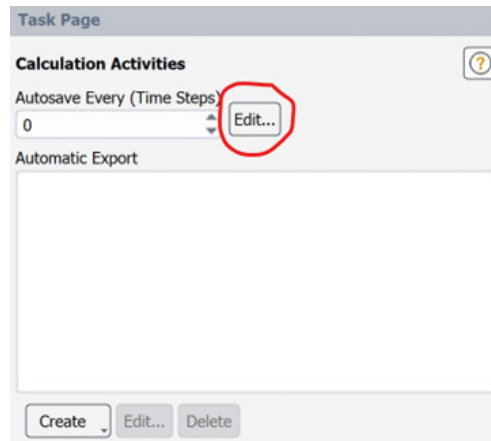 Task Page
Calculation Activities
?
Autosave Every (Time Steps)
0
Edit...
Automatic Export
Create Edit... Delete